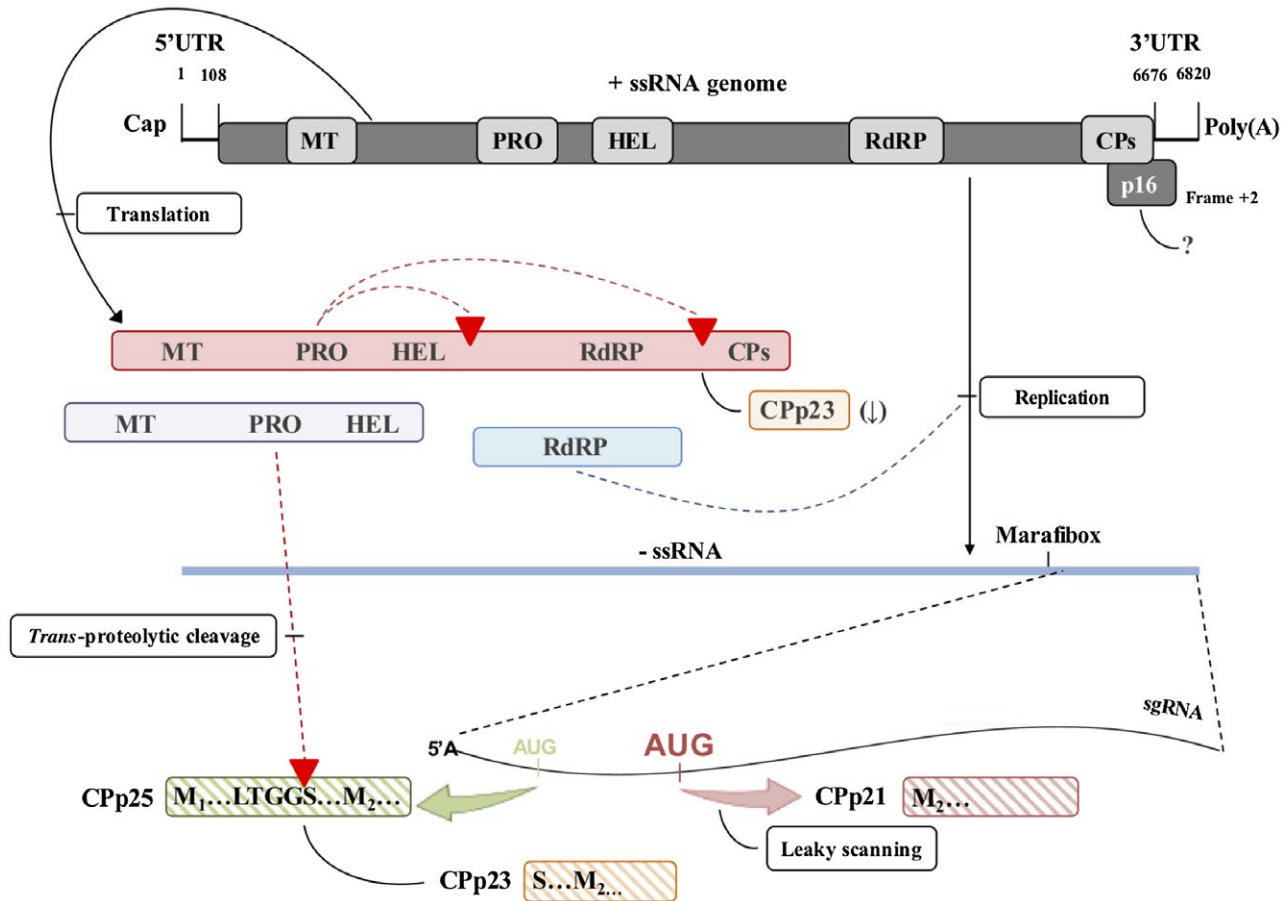 5'UTR
3'UTR
1 108
6676 6820
+ ssRNA genome
Cap
MT PRO HEL RdRP CPs
Poly(A)
p16
Frame +2
?
Translation
MT PRO HEL RdRP CPs
CPp23 (↓)
Replication
MT PRO HEL
RdRP
- ssRNA
Marafibox
Trans-proteolytic cleavage
sgRNA
5'A
AUG
AUG
CPp25 M₁...LTGGS...M₂...
CPp21 M₂...
Leaky scanning
CPp23 S...M₂...